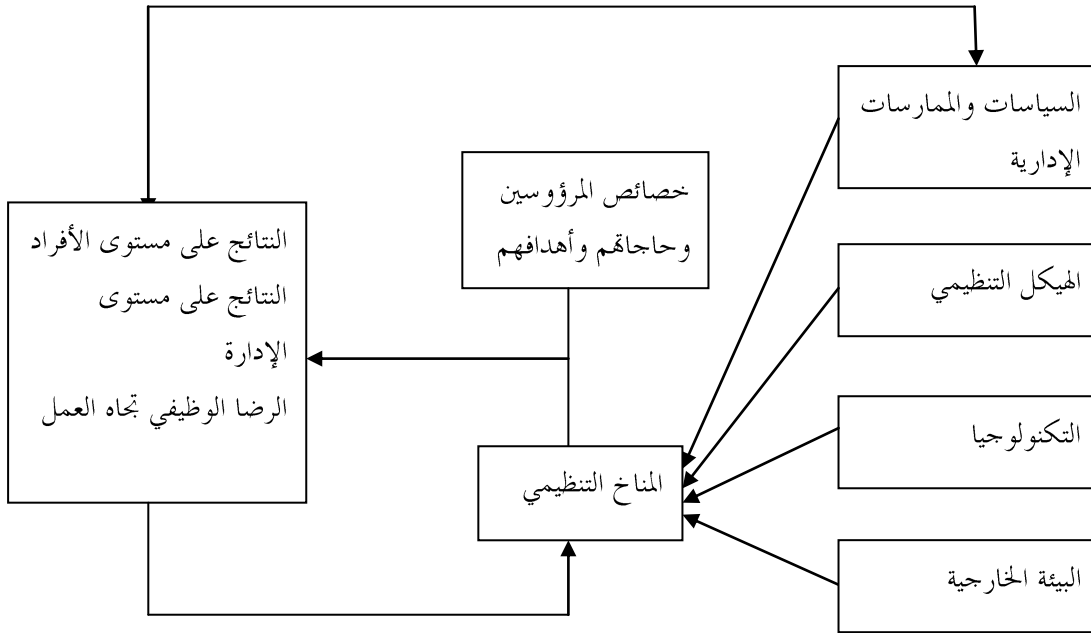 السياسات والممارسات
الإدارية
خصائص المرؤوسين
وحاجاتهم وأهدافهم
النتائج على مستوى الأفراد
النتائج على مستوى
الإدارة
الرضا الوظيفي تجاه العمل
الهيكل التنظيمي
التكنولوجيا
المناخ التنظيمي
البيئة الخارجية